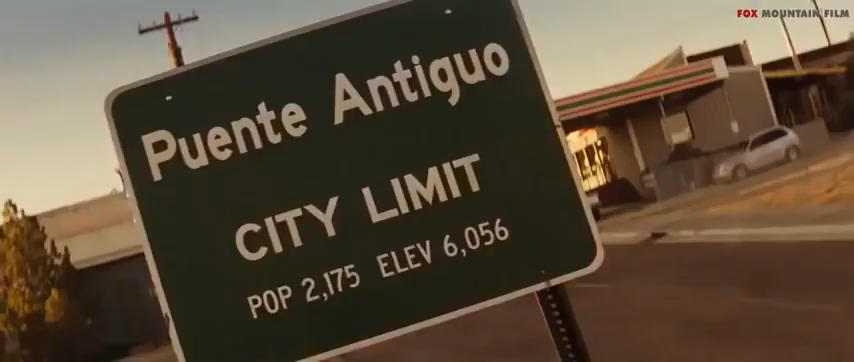 FOX MOUNTAIN FILM
Puente Antiguo
CITY LIMIT
POP 2,175 ELEV 6,056